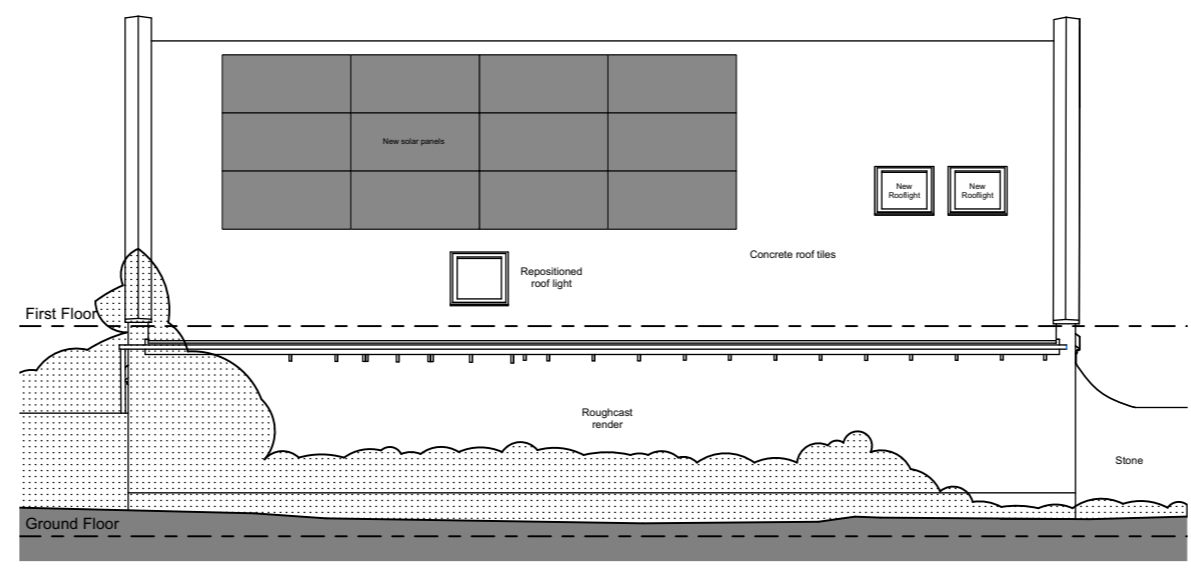 New solar panels
New
Rooflight
New
Rooflight
Concrete roof tiles
Repositioned
roof light
First Floor
Roughcast
render
Stone
Ground Floor